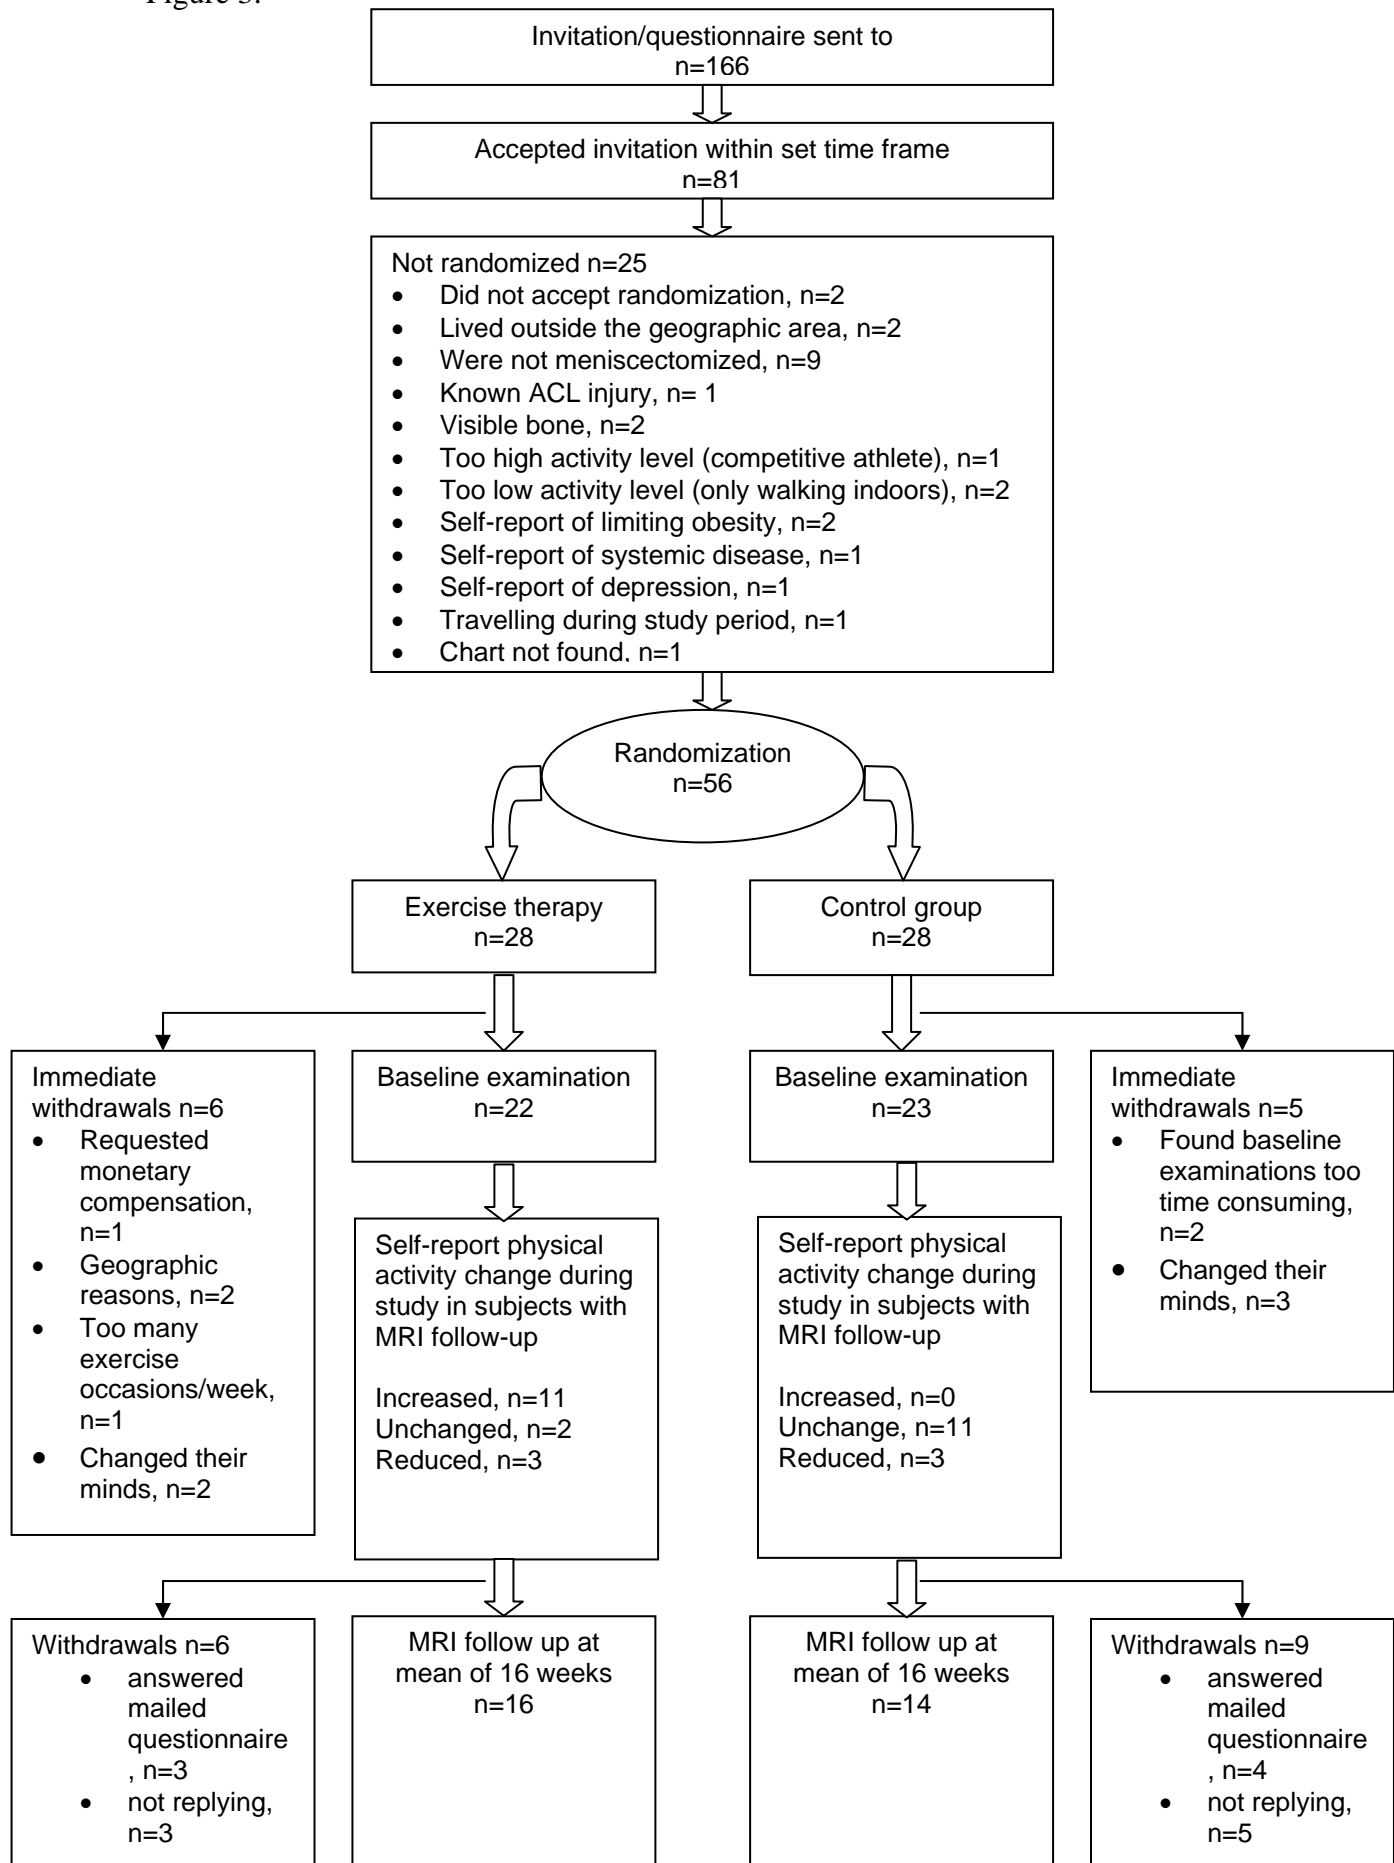 Figure 3.
Invitation/questionnaire sent to
n=166
Accepted invitation within set time frame
n=81
Not randomized n=25
• Did not accept randomization, n=2
• Lived outside the geographic area, n=2
• Were not meniscectomized, n=9
• Known ACL injury, n= 1
• Visible bone, n=2
• Too high activity level (competitive athlete), n=1
• Too low activity level (only walking indoors), n=2
• Self-report of limiting obesity, n=2
• Self-report of systemic disease, n=1
• Self-report of depression, n=1
• Travelling during study period, n=1
• Chart not found, n=1
Randomization
n=56
Exercise therapy
n=28
Control group
n=28
Immediate
withdrawals n=6
• Requested
monetary
compensation,
n=1
• Geographic
reasons, n=2
• Too many
exercise
occasions/week,
n=1
• Changed their
minds, n=2
Baseline examination
n=22
Baseline examination
n=23
Immediate
withdrawals n=5
• Found baseline
examinations too
time consuming,
n=2
• Changed their
minds, n=3
Self-report physical
activity change during
study in subjects with
MRI follow-up
Increased, n=11
Unchanged, n=2
Reduced, n=3
Self-report physical
activity change during
study in subjects with
MRI follow-up
Increased, n=0
Unchange, n=11
Reduced, n=3
Withdrawals n=6
• answered
mailed
questionnaire
, n=3
• not replying,
n=3
MRI follow up at
mean of 16 weeks
n=16
MRI follow up at
mean of 16 weeks
n=14
Withdrawals n=9
• answered
mailed
questionnaire
, n=4
• not replying,
n=5